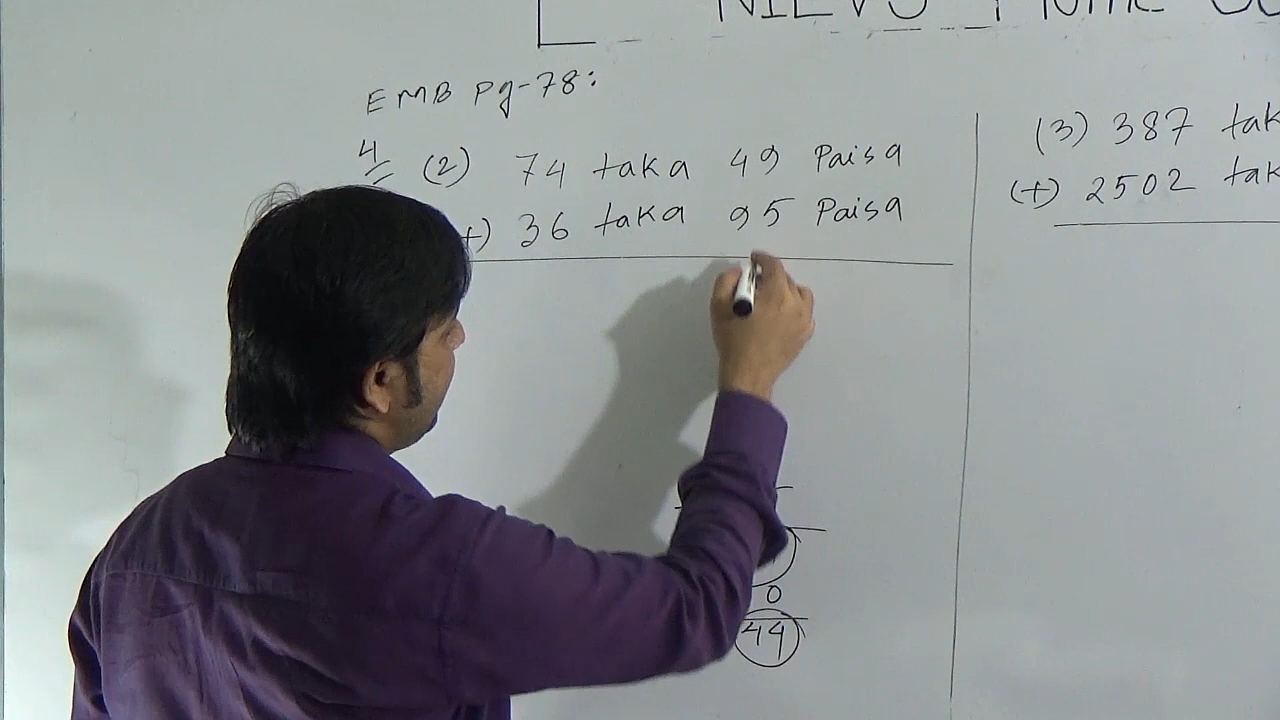 EMB Pg-78:
4 (2) 74 taka 49 Paisa
+) 36 taka 95 Paisa
(3) 387 tak
(+) 2502 tak
0
44